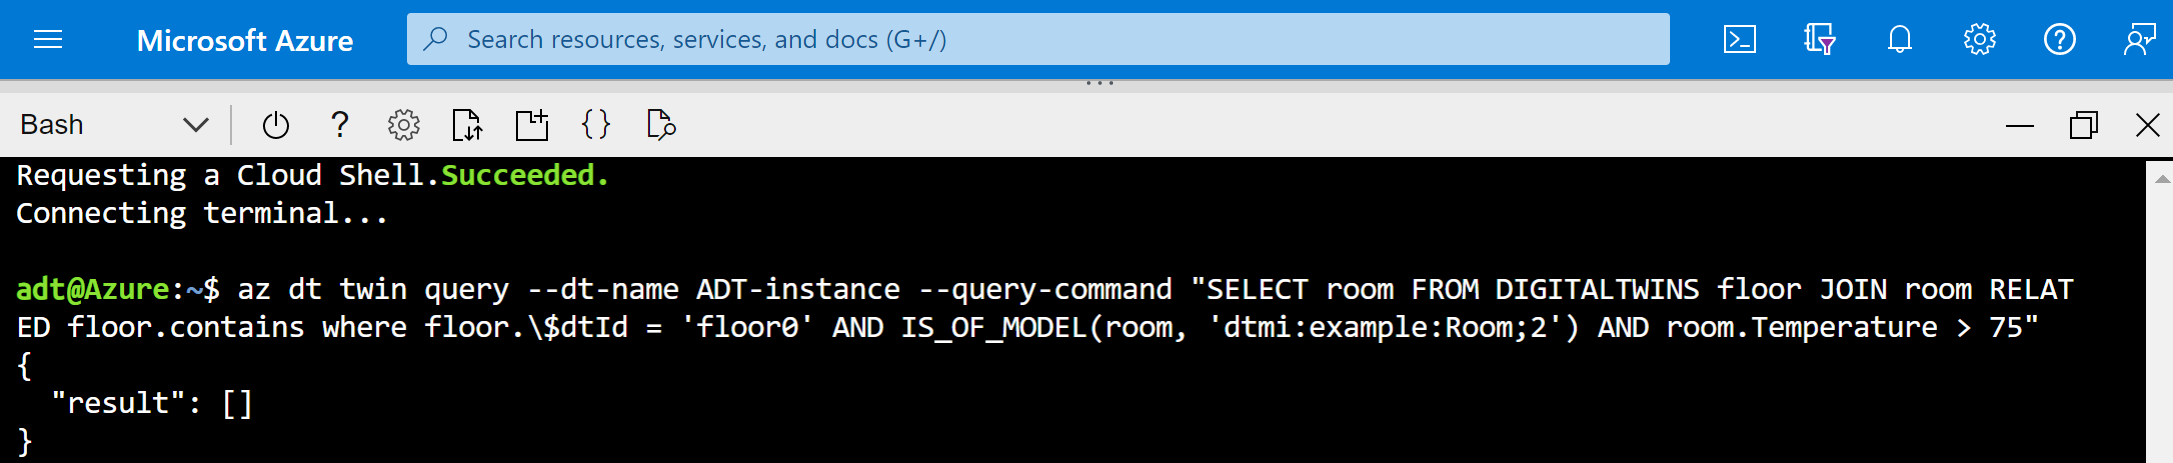 Microsoft Azure
Search resources, services, and docs (G+/)
Bash
Requesting a Cloud Shell.Succeeded.
Connecting terminal...
adt@Azure:~$ az dt twin query --dt-name ADT-instance --query-command "SELECT room FROM DIGITALTWINS floor JOIN room RELAT
ED floor.contains where floor.\$dtId = 'floor0' AND IS_OF_MODEL(room, 'dtmi:example:Room;2') AND room.Temperature > 75"
{
  "result": []
}